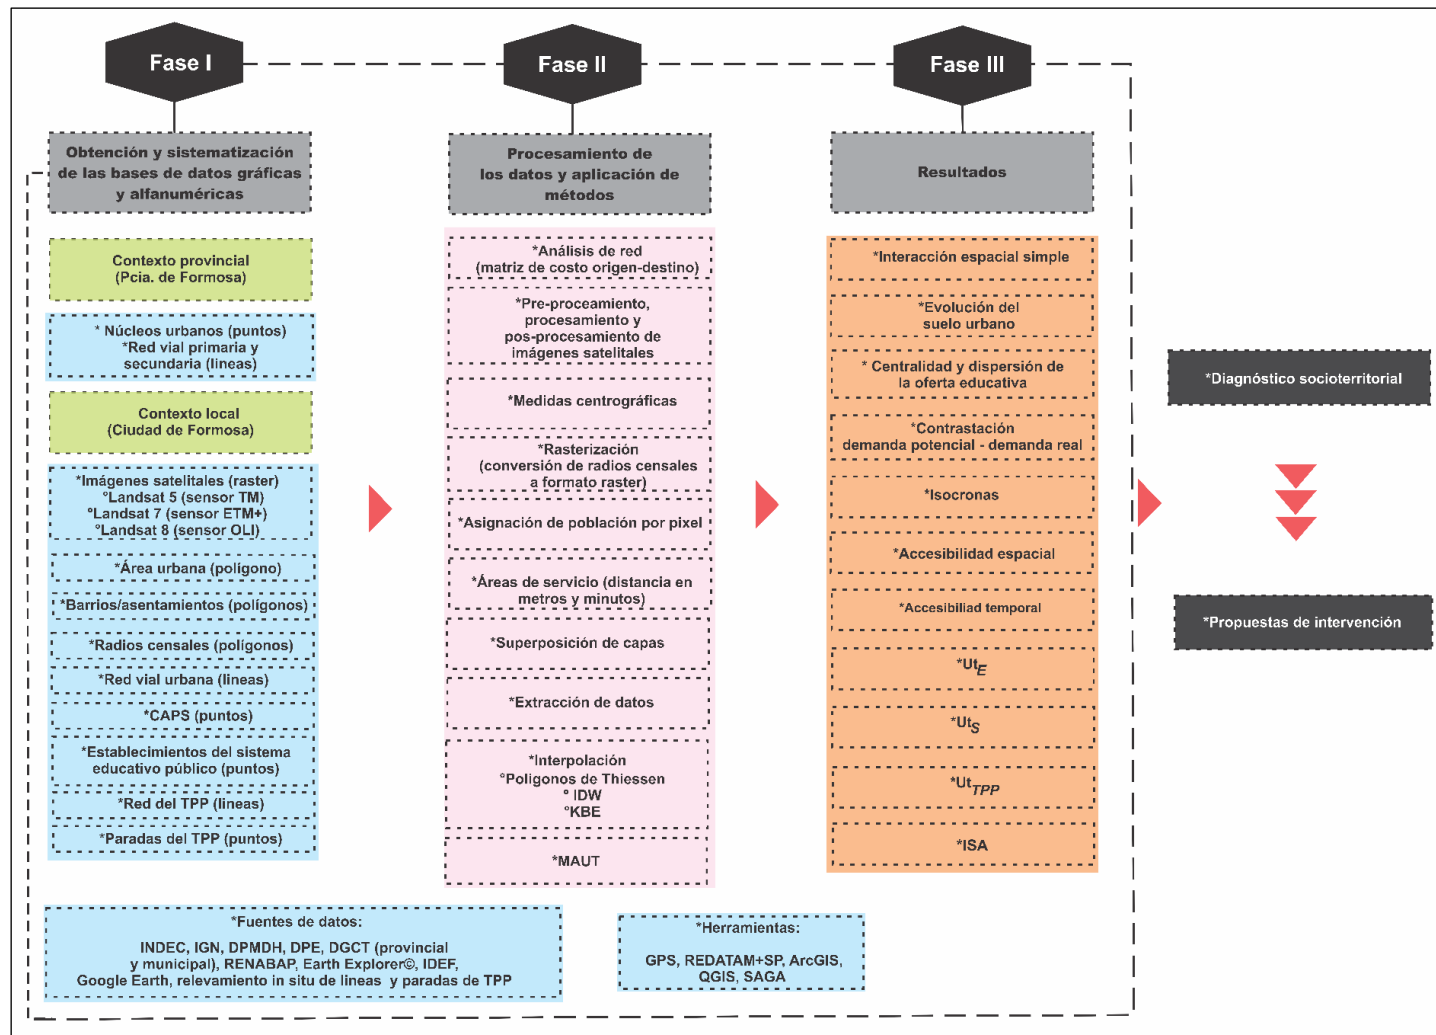 Fase I
Obtención y sistematización
de las bases de datos gráficas
y alfanuméricas
Contexto provincial
(Pcia. de Formosa)
* Núcleos urbanos (puntos)
*Red vial primaria y
secundaria (lineas)
Contexto local
(Ciudad de Formosa)
*Imágenes satelitales (raster)
°Landsat 5 (sensor TM)
°Landsat 7 (sensor ETM+)
°Landsat 8 (sensor OLI)
*Área urbana (polígono)
*Barrios/asentamientos (polígonos)
*Radios censales (polígonos)
*Red vial urbana (lineas)
*CAPS (puntos)
*Establecimientos del sistema
educativo público (puntos)
*Red del TPP (lineas)
*Paradas del TPP (puntos)
Fase II
Procesamiento de
los datos y aplicación de
métodos
*Análisis de red
(matriz de costo origen-destino)
*Pre-proceamiento,
procesamiento y
pos-procesamiento de
imágenes satelitales
*Medidas centrográficas
*Rasterización
(conversión de radios censales
a formato raster)
*Asignación de población por pixel
*Áreas de servicio (distancia en
metros y minutos)
*Superposición de capas
*Extracción de datos
*Interpolación
°Poligonos de Thiessen
° IDW
°KBE
*MAUT
Fase III
Resultados
*Interacción espacial simple
*Evolución del
suelo urbano
* Centralidad y dispersión de
la oferta educativa
*Contrastación
demanda potencial - demanda real
*Isocronas
*Accesibilidad espacial
*Accesibiliad temporal
*UtE
*UtS
*UtTPP
*ISA
*Diagnóstico socioterritorial
*Propuestas de intervención
*Fuentes de datos:
INDEC, IGN, DPMDH, DPE, DGCT (provincial
y municipal), RENABAP, Earth Explorer©, IDEF,
Google Earth, relevamiento in situ de lineas y paradas de TPP
*Herramientas:
GPS, REDATAM+SP, ArcGIS,
QGIS, SAGA